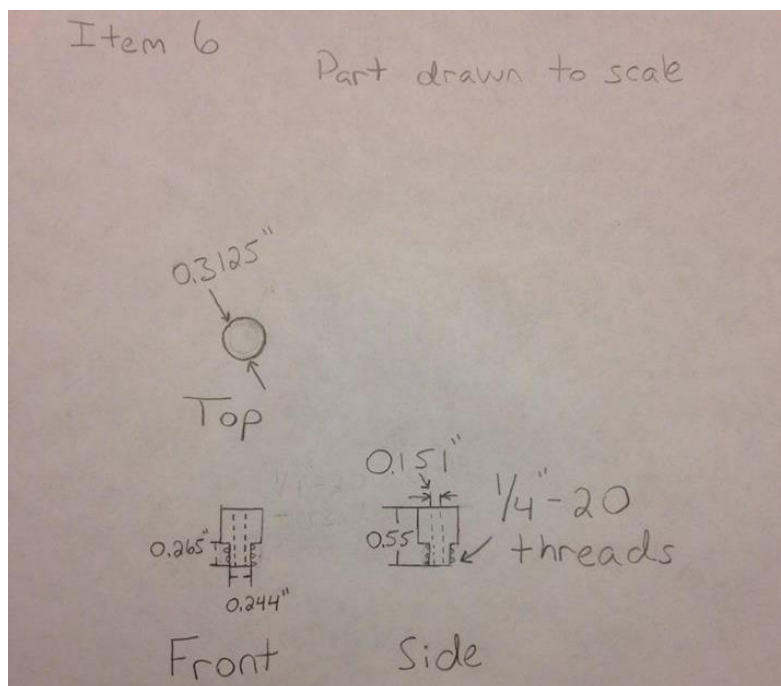 Item 6
Part drawn to scale
0.3125"
Top
0.151"
1/4"-20
threads
0.265"
0.55
0.244"
Front
Side